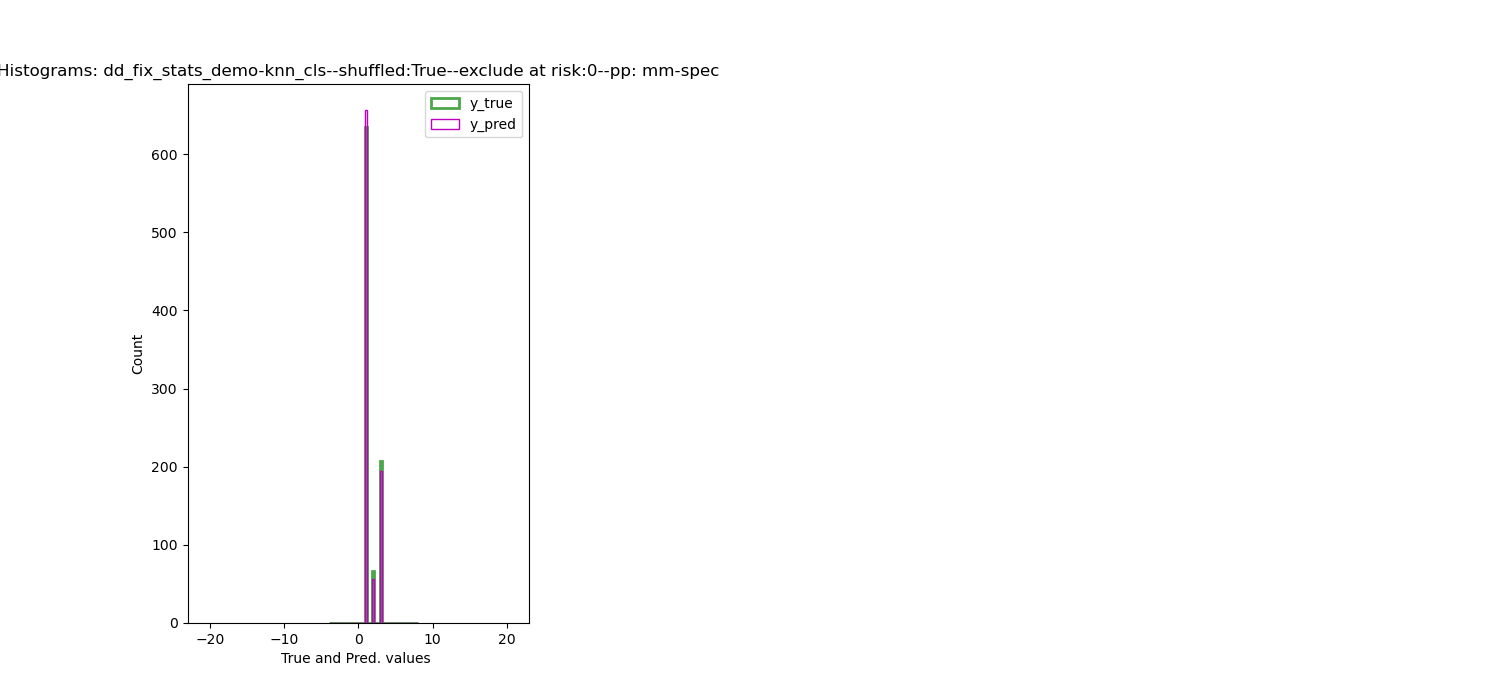 Histograms: dd_fix_stats_demo-knn_cls--shuffled:True--exclude at risk:0--pp: mm-spec
y_true
y_pred
600
500
400
300
200
100
0
Count
−20
−10
0
10
20
True and Pred. values